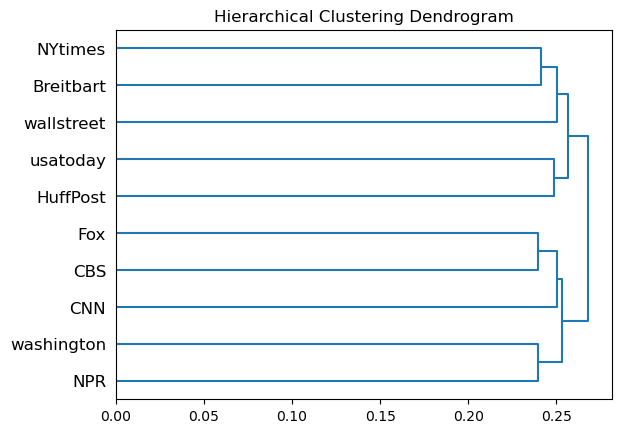 Hierarchical Clustering Dendrogram
NYtimes
Breitbart
wallstreet
usatoday
HuffPost
Fox
CBS
CNN
washington
NPR
0.00 0.05 0.10 0.15 0.20 0.25